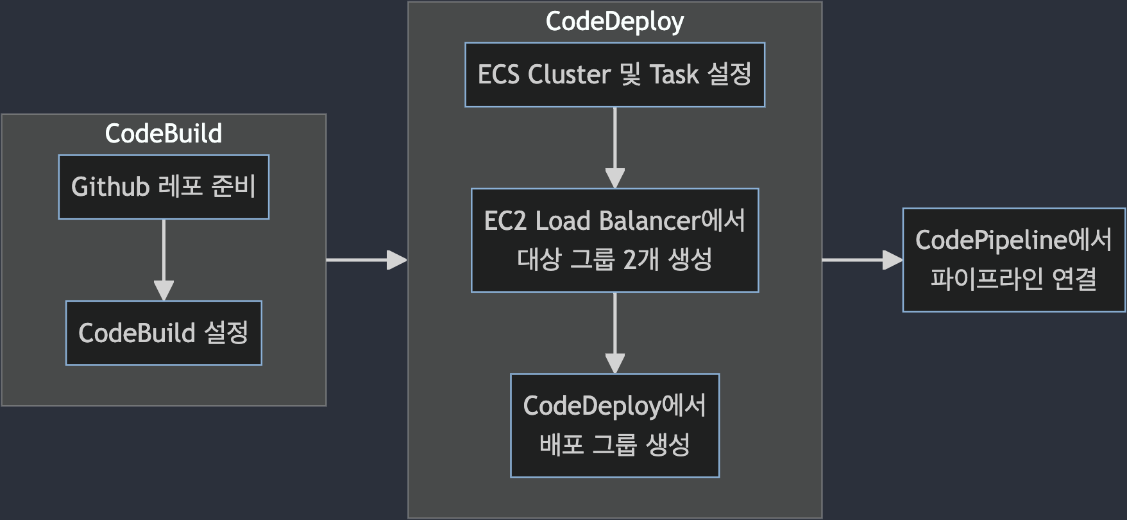 CodeBuild
Github 레포 준비
CodeBuild 설정
CodeDeploy
ECS Cluster 및 Task 설정
EC2 Load Balancer에서
대상 그룹 2개 생성
CodeDeploy에서
배포 그룹 생성
CodePipeline에서
파이프라인 연결